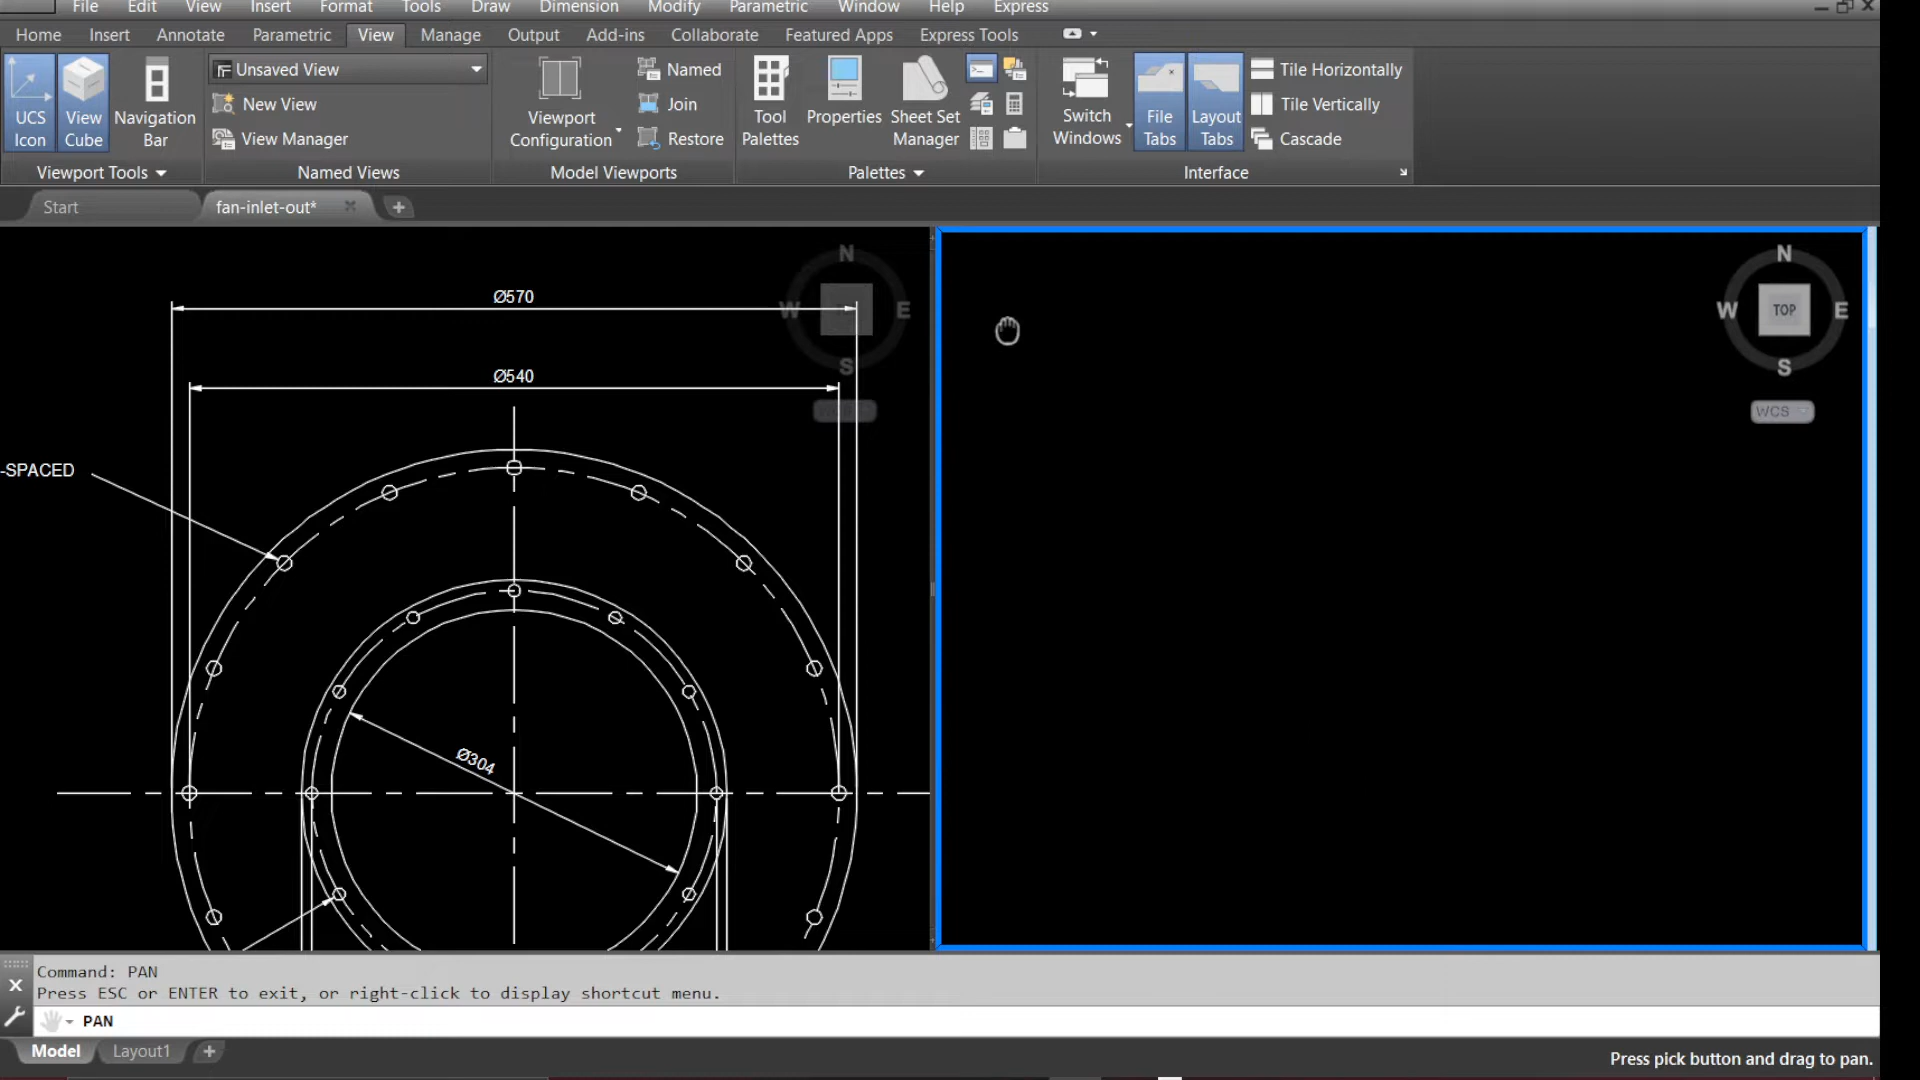 File Edit View Insert Format Tools Draw Dimension Modify Parametric Window Help Express
Home Insert Annotate Parametric View Manage Output Add-ins Collaborate Featured Apps Express Tools
UCS Icon
View Cube
Navigation Bar
Viewport Tools
Unsaved View
New View
View Manager
Named Views
Viewport Configuration
Named
Join
Restore
Model Viewports
Tool Palettes
Properties
Sheet Set Manager
Palettes
Switch Windows
File Tabs
Layout Tabs
Tile Horizontally
Tile Vertically
Cascade
Interface
Start
fan-inlet-out*
N
W E
S
Ø570
Ø540
-SPACED
Ø304
N
W TOP E
S
WCS
Command: PAN
Press ESC or ENTER to exit, or right-click to display shortcut menu.
PAN
Model Layout1
Press pick button and drag to pan.